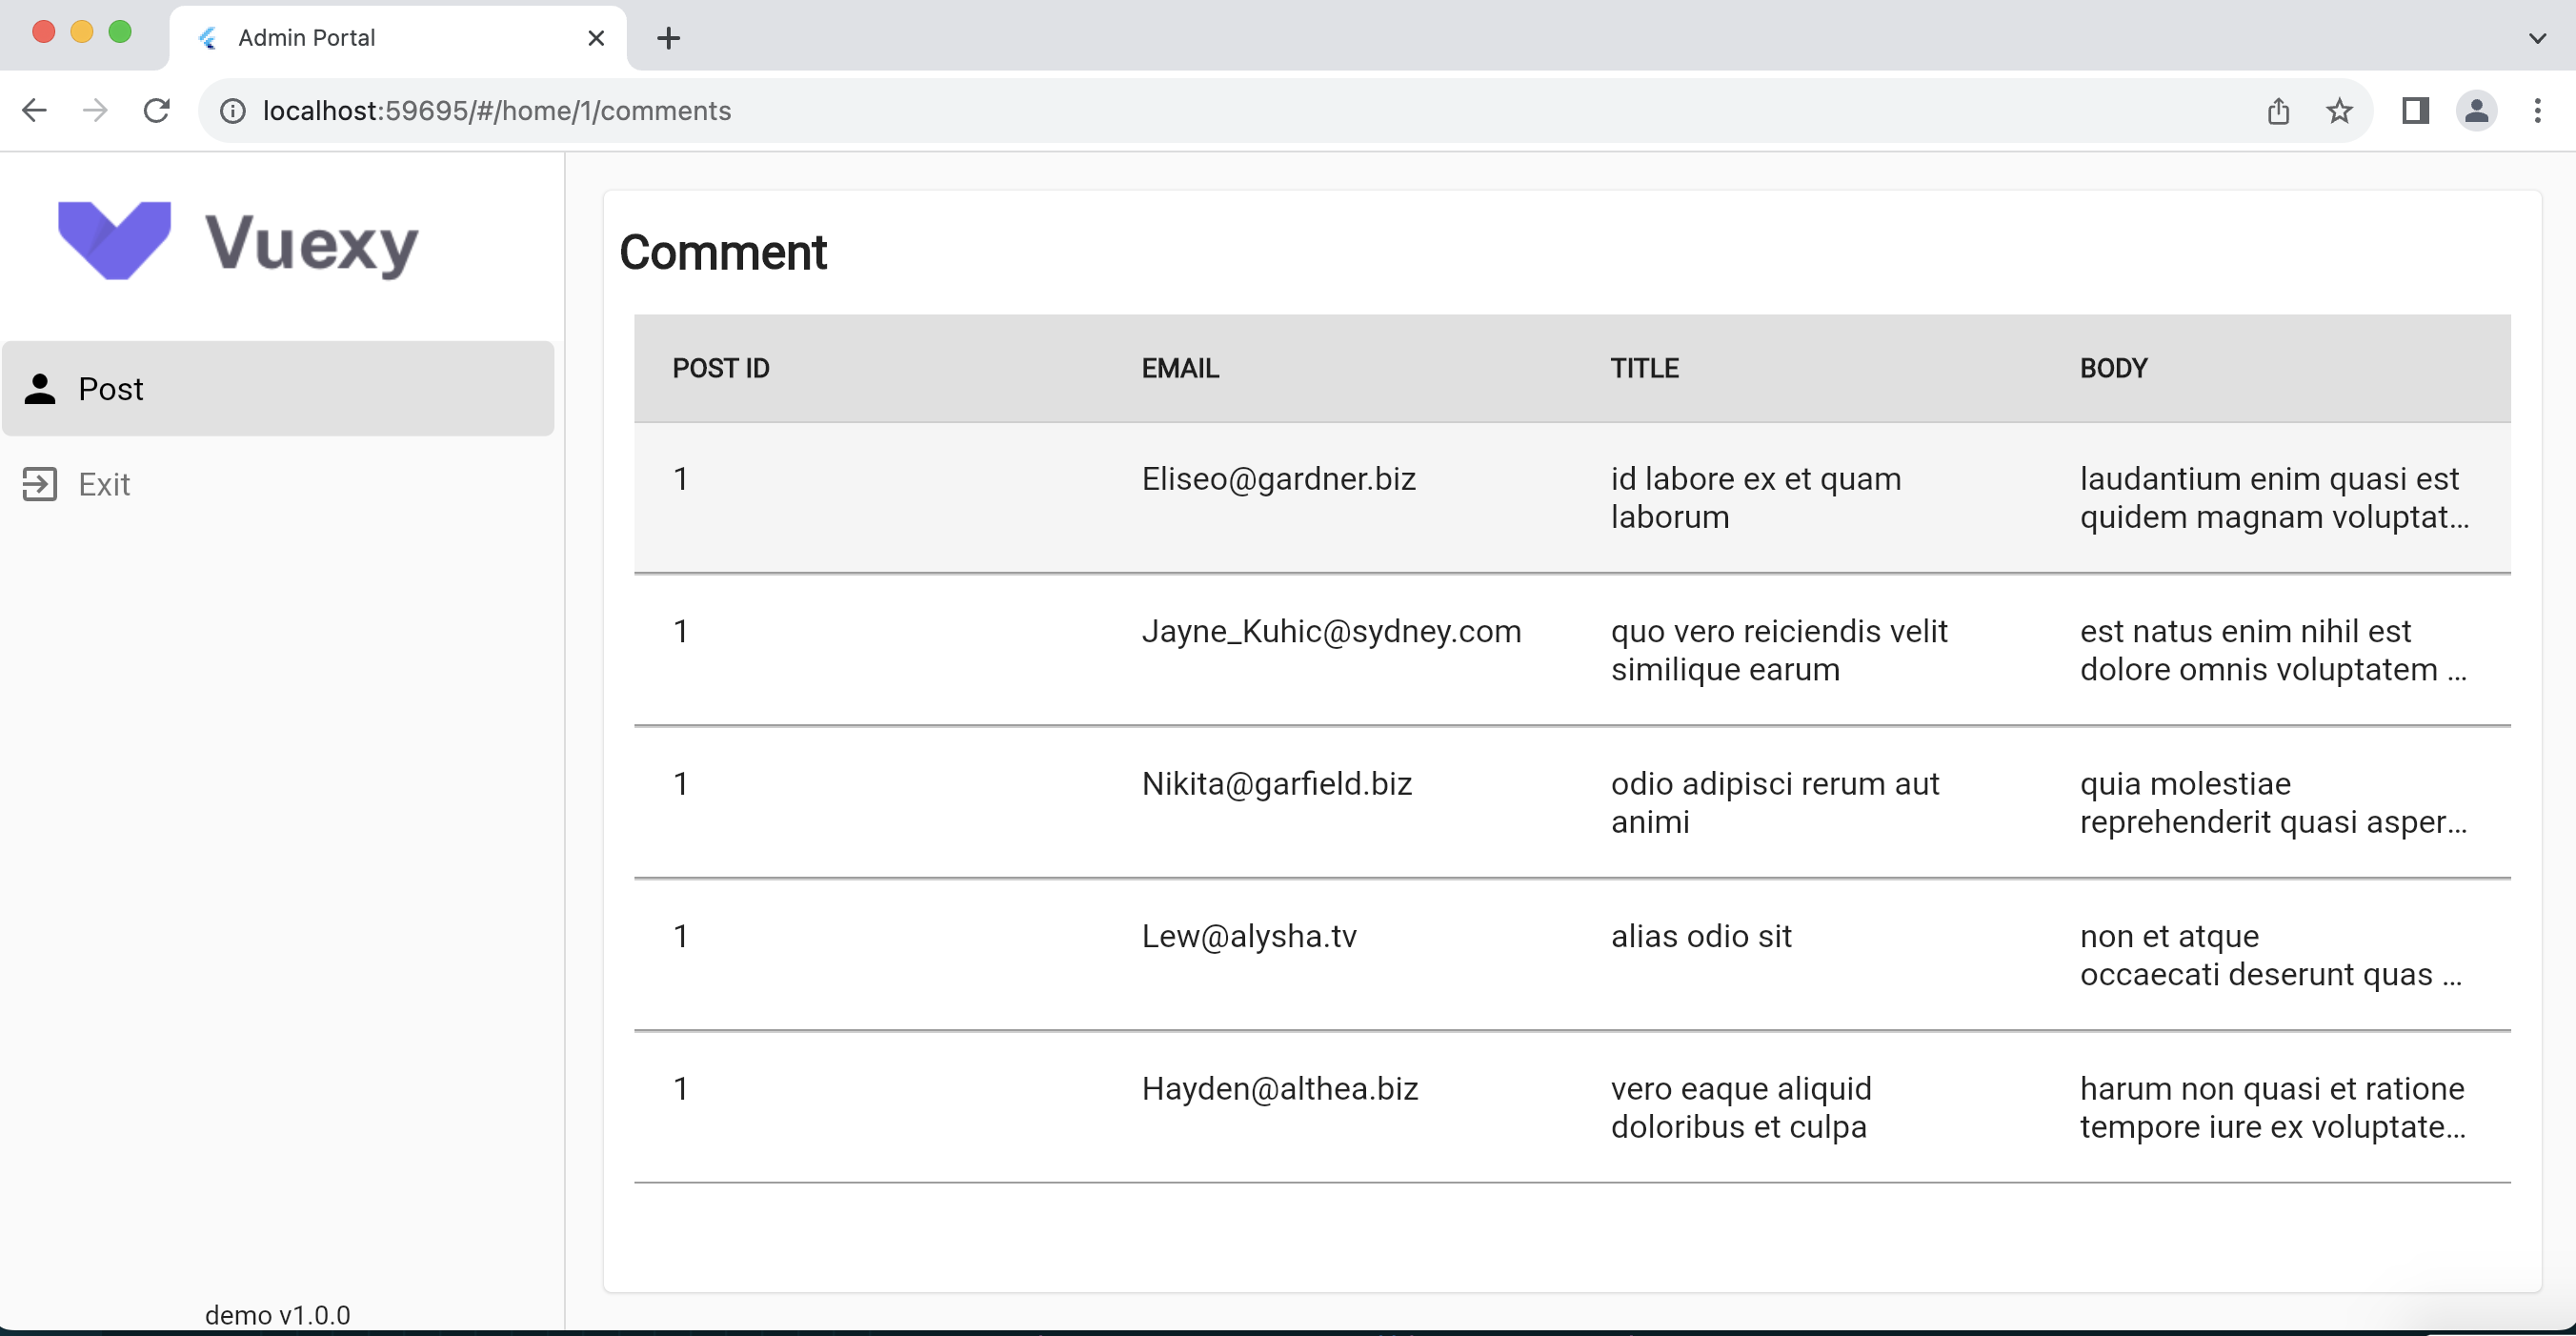 Admin Portal
localhost:59695/#/home/1/comments
Vuexy
Post
Exit
demo v1.0.0
Comment
POST ID EMAIL TITLE BODY
1 Eliseo@gardner.biz id labore ex et quam laudantium enim quasi est
laborum quidem magnam voluptat...
1 Jayne_Kuhic@sydney.com quo vero reiciendis velit est natus enim nihil est
similique earum dolore omnis voluptatem ...
1 Nikita@garfield.biz odio adipisci rerum aut quia molestiae
animi reprehenderit quasi asper...
1 Lew@alysha.tv alias odio sit non et atque
occaecati deserunt quas ...
1 Hayden@althea.biz vero eaque aliquid harum non quasi et ratione
doloribus et culpa tempore iure ex voluptate...